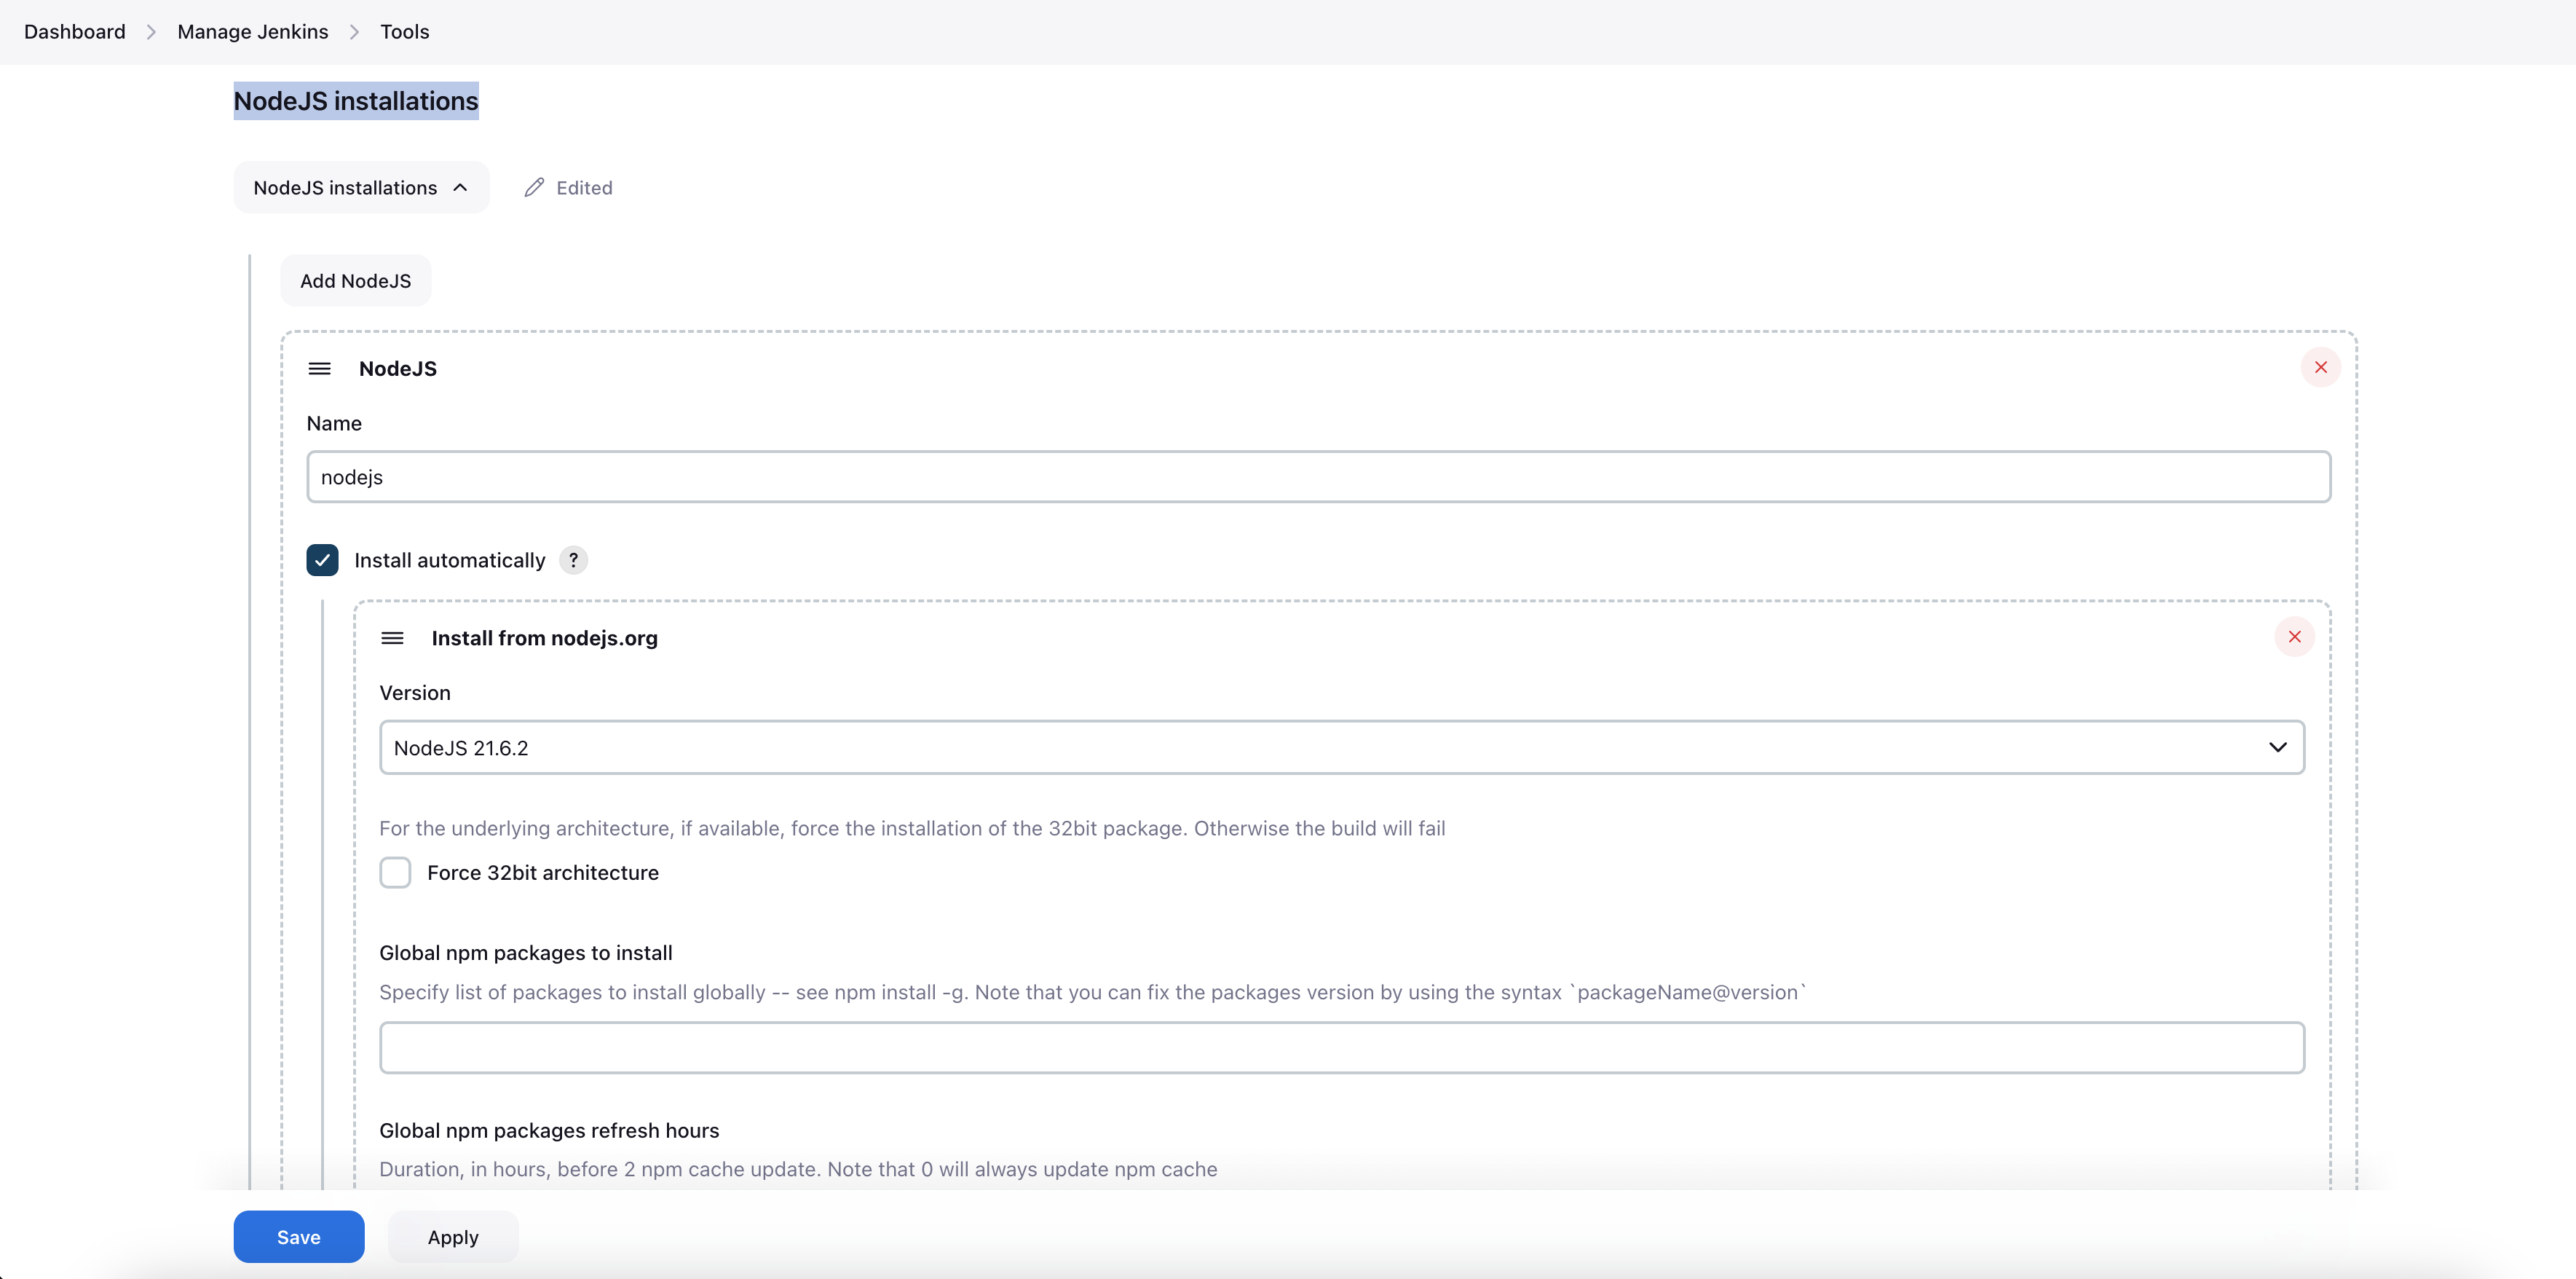 Dashboard > Manage Jenkins > Tools
NodeJS installations
NodeJS installations Edited
Add NodeJS
NodeJS
Name
nodejs
Install automatically ?
Install from nodejs.org
Version
NodeJS 21.6.2
For the underlying architecture, if available, force the installation of the 32bit package. Otherwise the build will fail
Force 32bit architecture
Global npm packages to install
Specify list of packages to install globally -- see npm install -g. Note that you can fix the packages version by using the syntax `packageName@version`
Global npm packages refresh hours
Duration, in hours, before 2 npm cache update. Note that 0 will always update npm cache
Save Apply